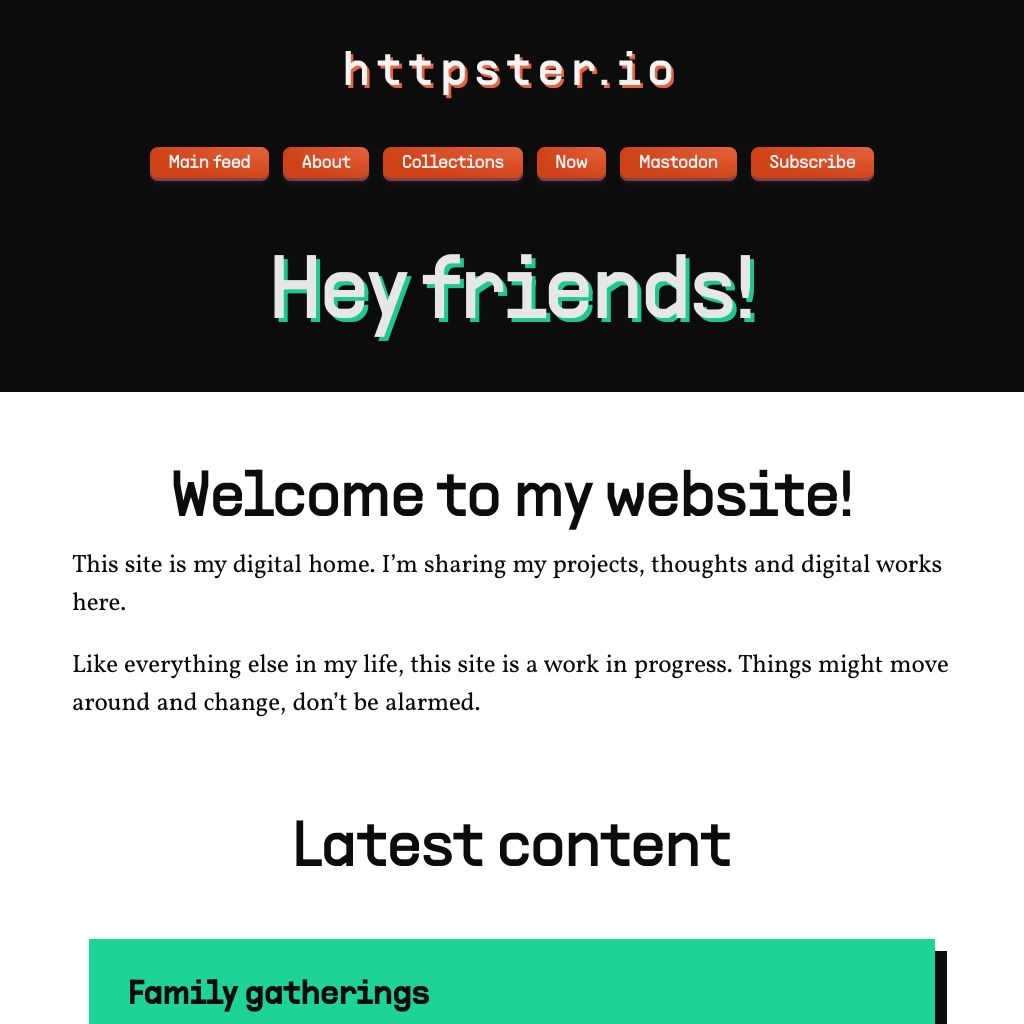 httpster.io
Main feed
About
Collections
Now
Mastodon
Subscribe
Hey friends!
Welcome to my website!
This site is my digital home. I’m sharing my projects, thoughts and digital works
here.
Like everything else in my life, this site is a work in progress. Things might move
around and change, don’t be alarmed.
Latest content
Family gatherings